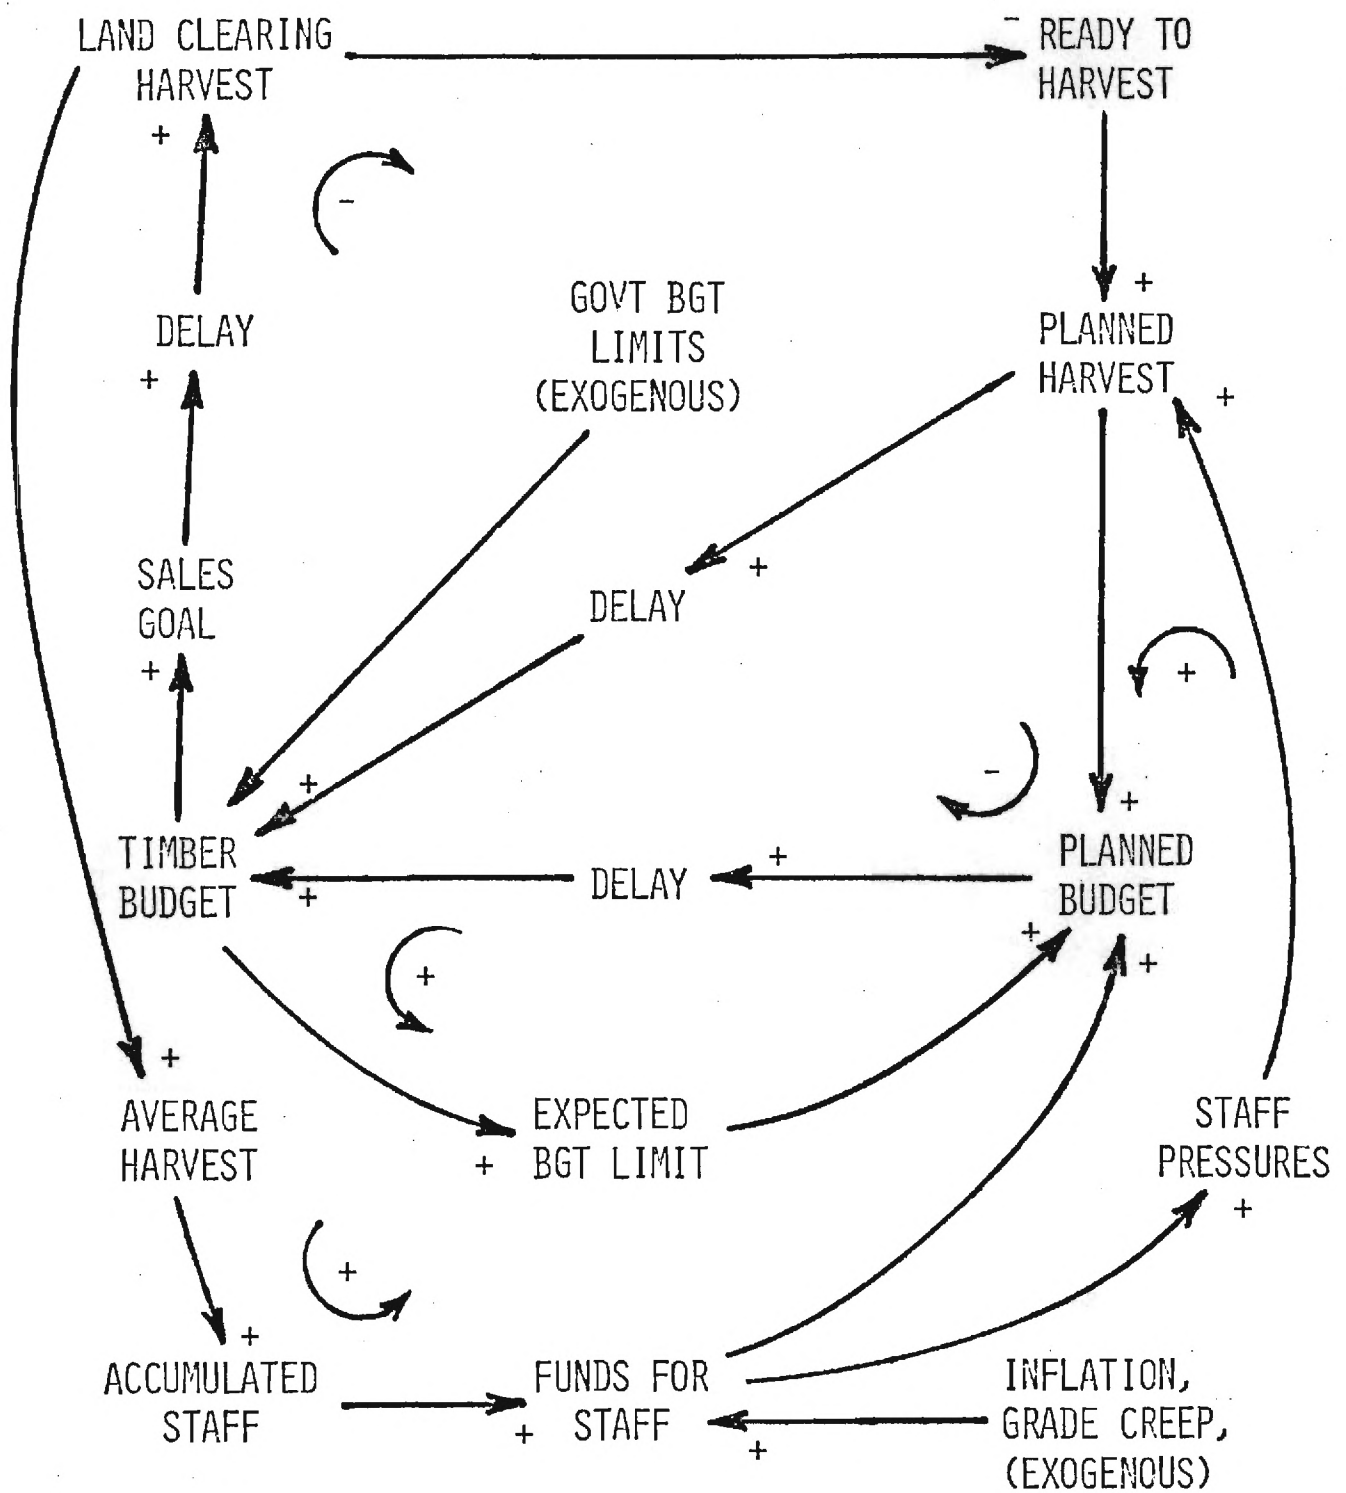 LAND CLEARING
HARVEST
+
- READY TO
HARVEST
-
DELAY
+
GOVT BGT
LIMITS
(EXOGENOUS)
+
PLANNED
HARVEST
+
SALES
GOAL
+
+
DELAY
+
-
+
+
TIMBER
BUDGET
+
DELAY
+
PLANNED
BUDGET
+
+
+
+
AVERAGE
HARVEST
EXPECTED
+ BGT LIMIT
STAFF
PRESSURES
+
+
+
ACCUMULATED
STAFF
FUNDS FOR
STAFF
+
+
INFLATION,
GRADE CREEP,
(EXOGENOUS)